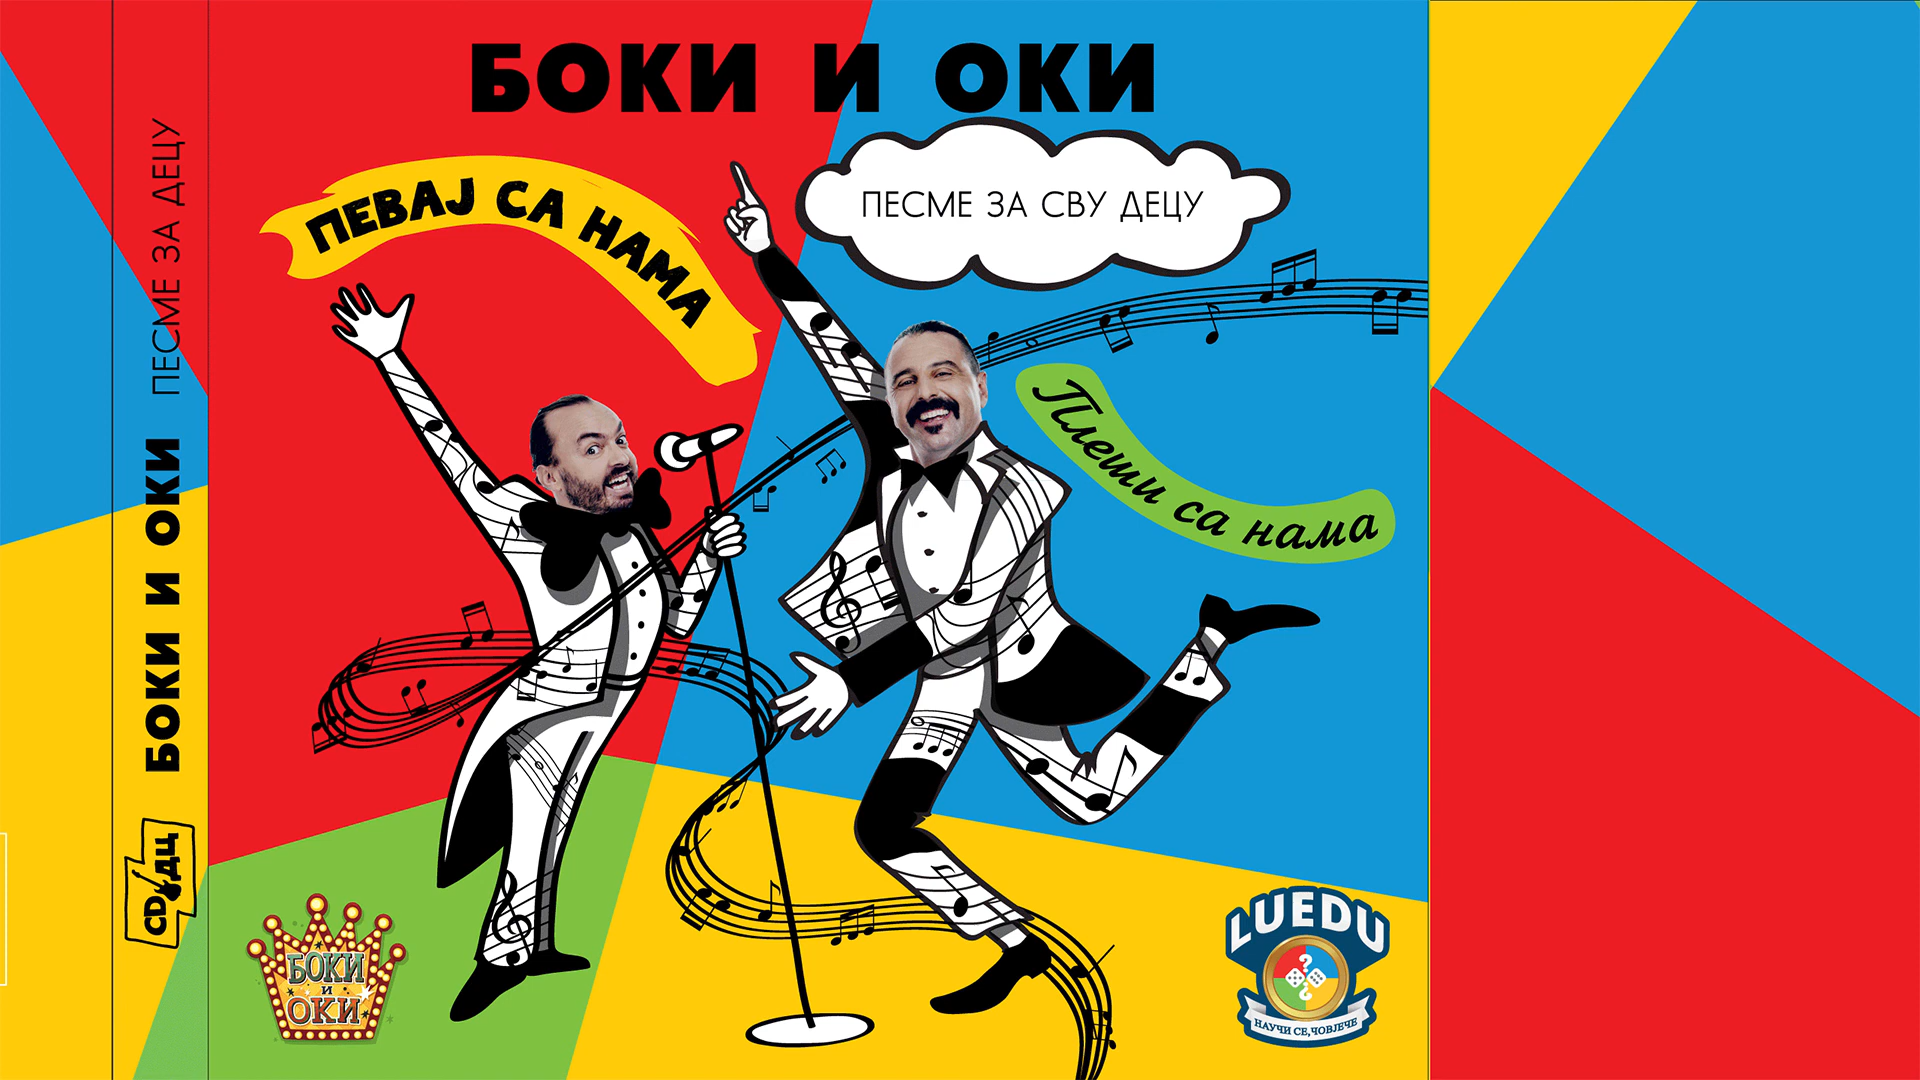 БОКИ И ОКИ
ПЕВАЈ СА НАМА
ПЕСМЕ ЗА СВУ ДЕЦУ
Плеши са нама
БОКИ И ОКИ ПЕСМЕ ЗА ДЕЦУ
CD ДЦ
БОКИ
И
ОКИ
LUEDU
НАУЧИ СЕ, ЧОВЈЕЧЕ